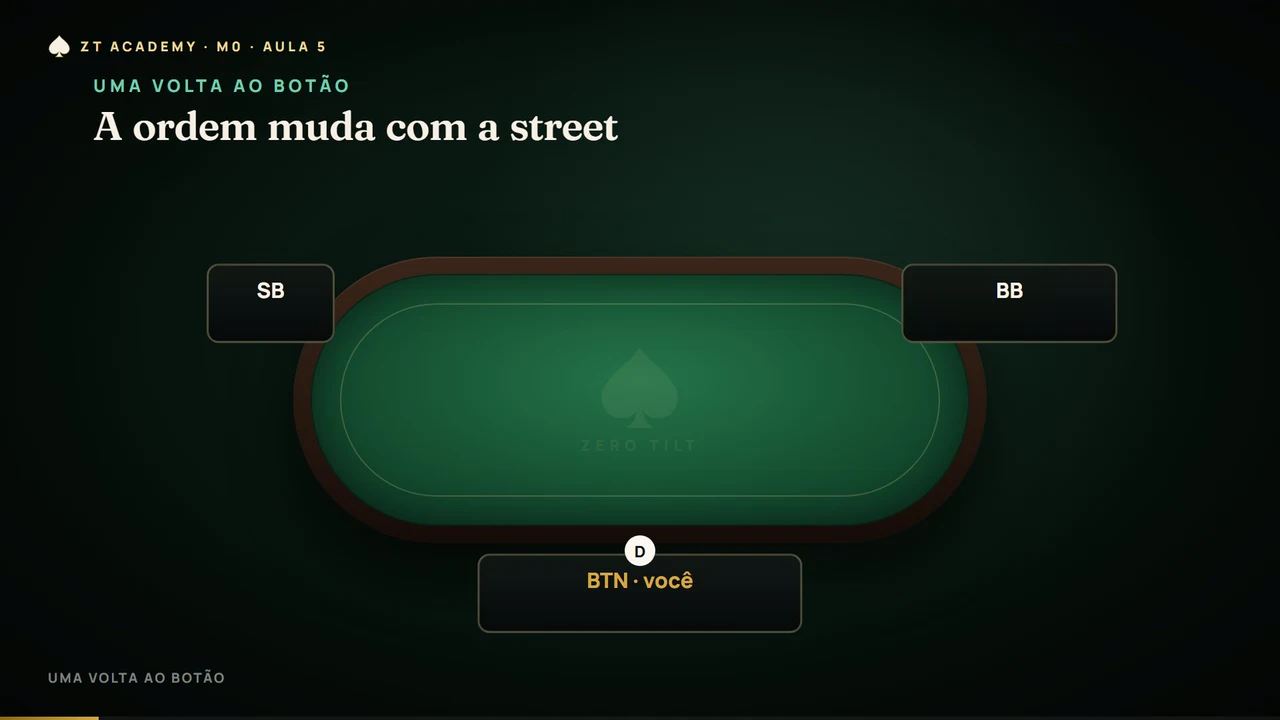 ZT ACADEMY · M0 · AULA 5
UMA VOLTA AO BOTÃO
A ordem muda com a street
SB
BB
ZERO TILT
D
BTN · você
UMA VOLTA AO BOTÃO